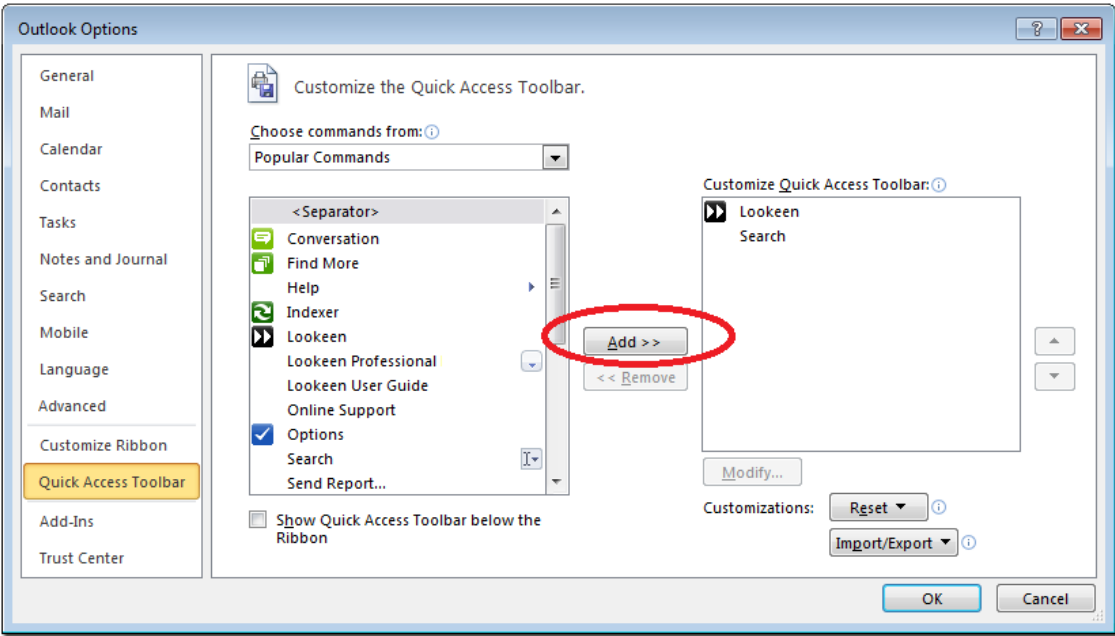 Outlook Options
General
Mail
Calendar
Contacts
Tasks
Notes and Journal
Search
Mobile
Language
Advanced
Customize Ribbon
Quick Access Toolbar
Add-Ins
Trust Center
Customize the Quick Access Toolbar.
Choose commands from:
Popular Commands
<Separator>
Conversation
Find More
Help
Indexer
Lookeen
Lookeen Professional
Lookeen User Guide
Online Support
Options
Search
Send Report...
Show Quick Access Toolbar below the
Ribbon
Add >>
<< Remove
Customize Quick Access Toolbar:
Lookeen
Search
Modify...
Customizations:
Reset
Import/Export
OK
Cancel